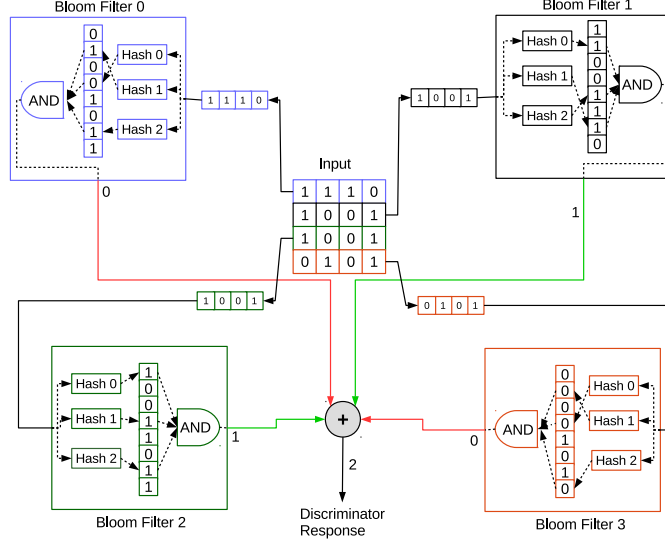 Bloom Filter 0
0
1
0
0
1
0
1
1
Hash 0
Hash 1
Hash 2
AND
1 1 1 0
0
Bloom Filter 1
Hash 0
Hash 1
Hash 2
1
1
0
0
1
1
1
0
AND
1 0 0 1
1
Input
1 1 1 0
1 0 0 1
1 0 0 1
0 1 0 1
1 0 0 1
0 1 0 1
Hash 0
Hash 1
Hash 2
1
0
0
1
1
0
1
1
AND
1
Bloom Filter 2
+
2
Discriminator
Response
0
AND
0
0
0
0
1
0
1
0
Hash 0
Hash 1
Hash 2
Bloom Filter 3